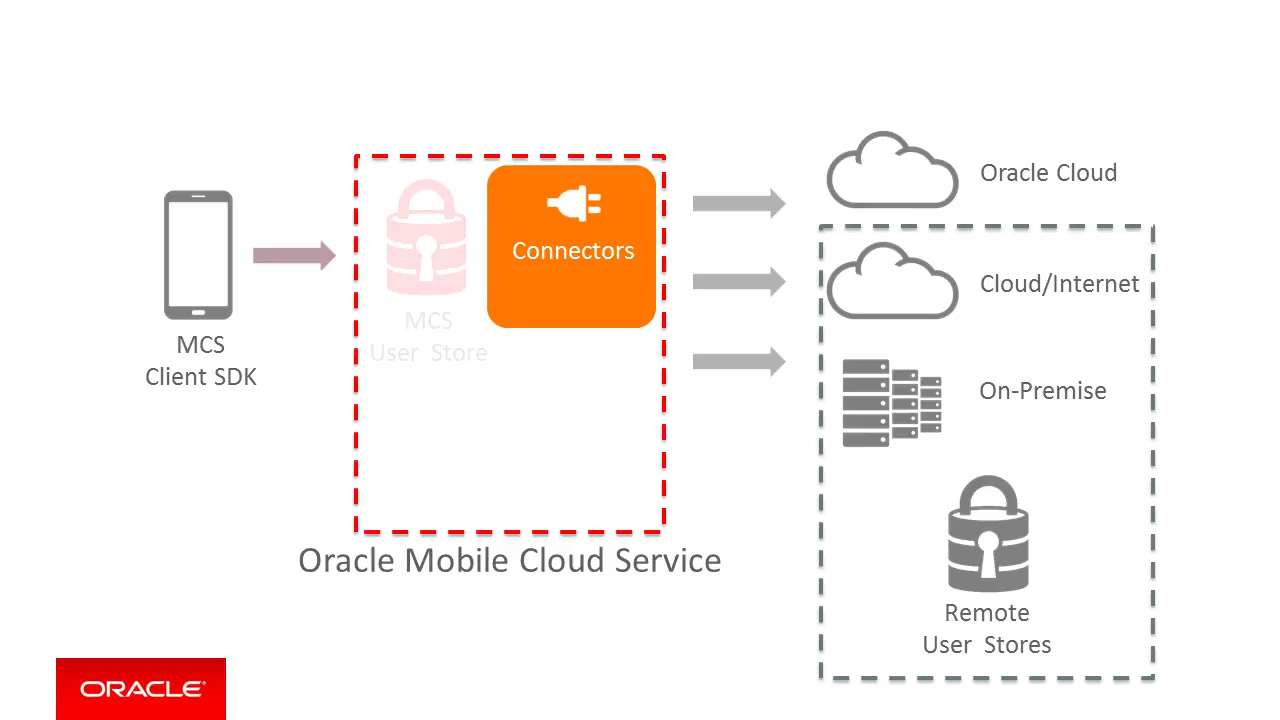 Oracle Cloud
Connectors
Cloud/Internet
MCS
User Store
MCS
Client SDK
On-Premise
Oracle Mobile Cloud Service
Remote
User Stores
ORACLE®